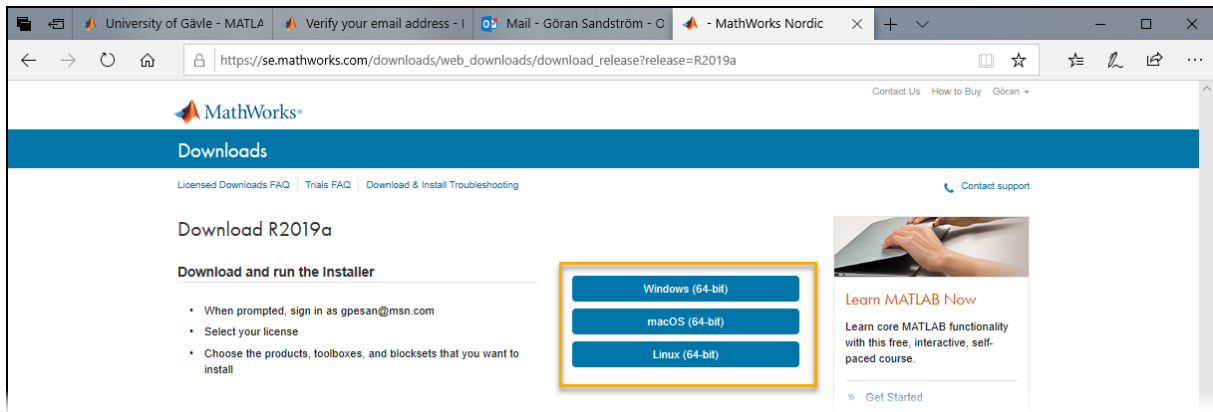 University of Gävle - MATLA
Verify your email address - I
Mail - Göran Sandström - O
- MathWorks Nordic
https://se.mathworks.com/downloads/web_downloads/download_release?release=R2019a
Contact Us How to Buy Göran
MathWorks®
Downloads
Licensed Downloads FAQ Trials FAQ Download & Install Troubleshooting
Contact support
Download R2019a
Download and run the Installer
• When prompted, sign in as gpesan@msn.com
• Select your license
• Choose the products, toolboxes, and blocksets that you want to
install
Windows (64-bit)
macOS (64-bit)
Linux (64-bit)
Learn MATLAB Now
Learn core MATLAB functionality
with this free, interactive, self-
paced course.
» Get Started